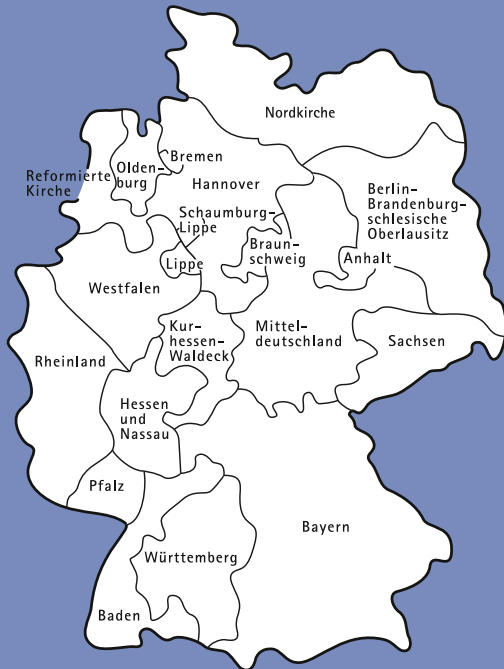 Nordkirche
Reformierte
Kirche
Olden-
burg
Bremen
Hannover
Berlin-
Brandenburg-
schlesische
Oberlausitz
Schaumburg-
Lippe
Lippe
Braun-
schweig
Anhalt
Westfalen
Kur-
hessen-
Waldeck
Mittel-
deutschland
Sachsen
Rheinland
Hessen
und
Nassau
Pfalz
Bayern
Württemberg
Baden